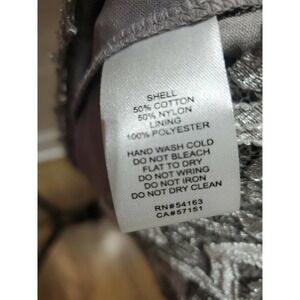 SHELL
50% COTTON
50% NYLON
LINING
100% POLYESTER
HAND WASH COLD
DO NOT BLEACH
FLAT TO DRY
DO NOT WRING
DO NOT IRON
DO NOT DRY CLEAN
RN#54163
CA#57151